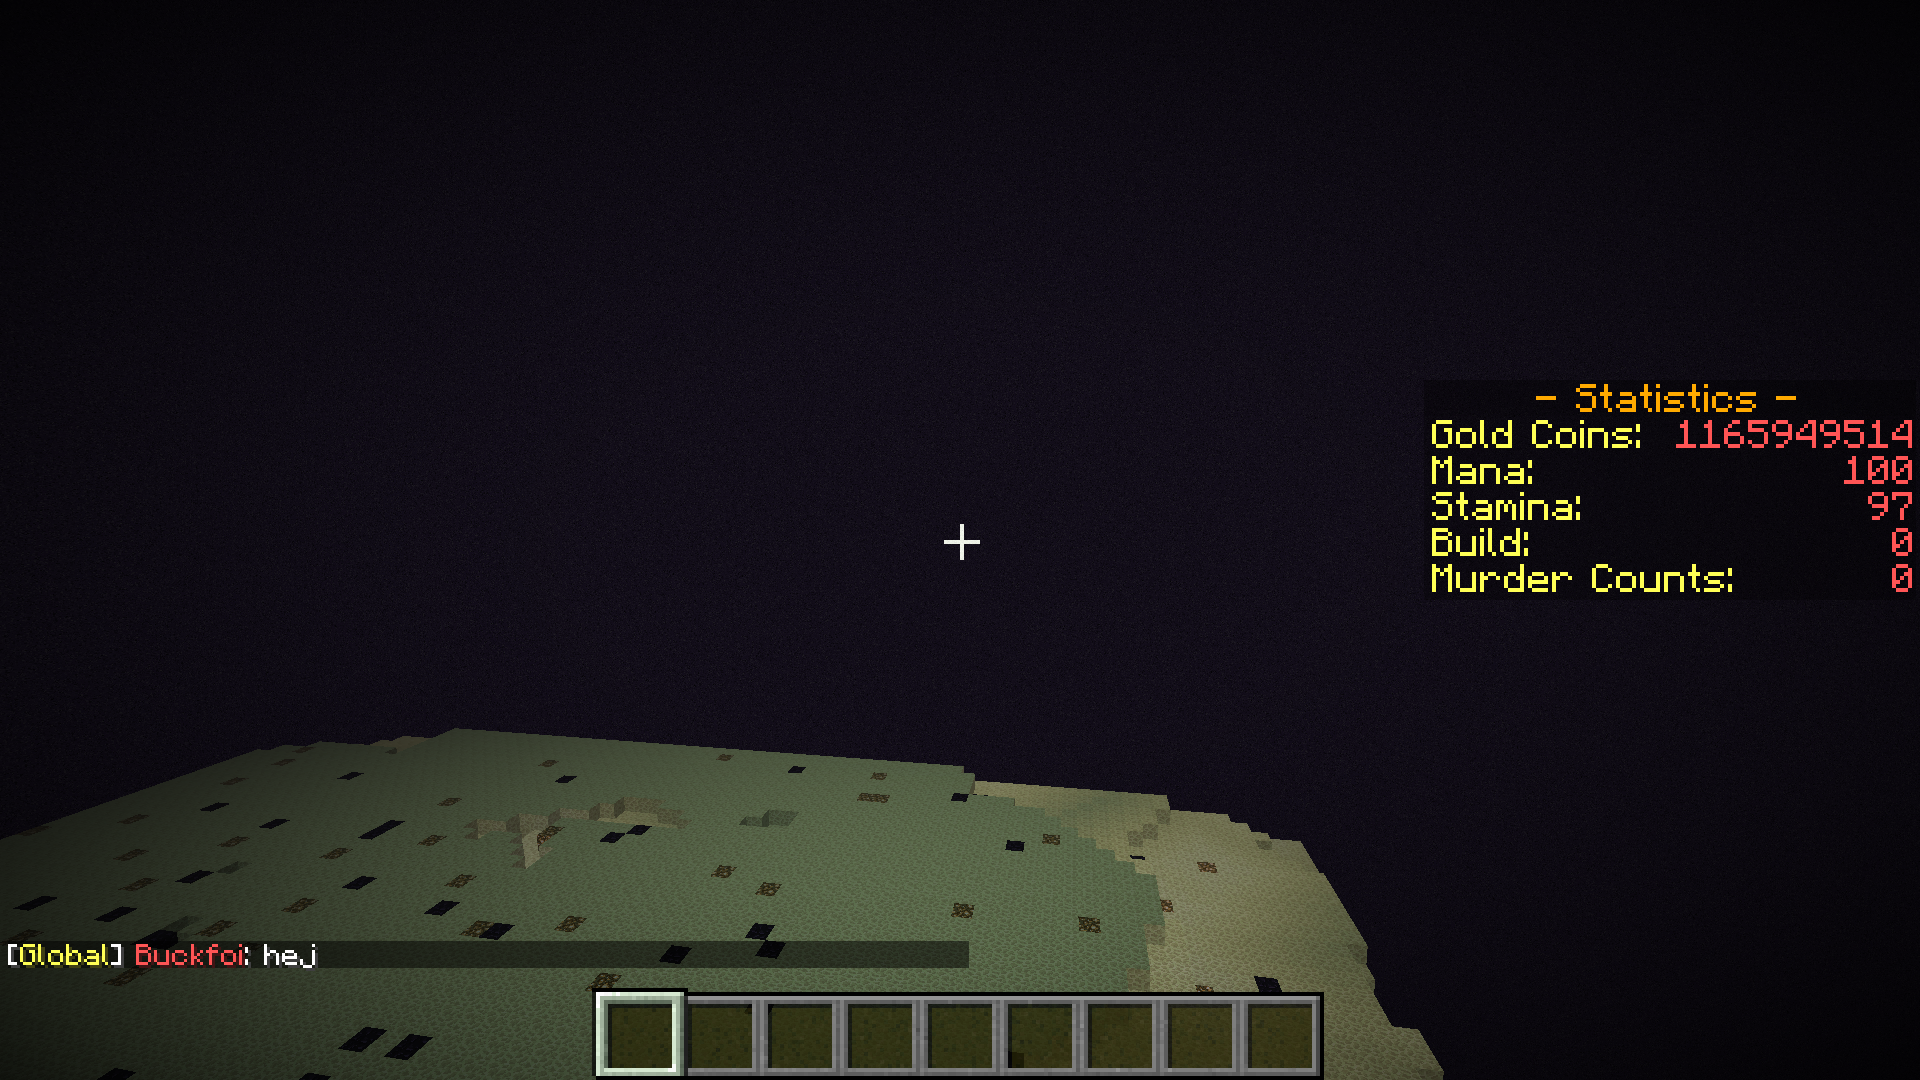 - Statistics -
Gold Coins: 1165949514
Mana: 100
Stamina: 97
Build: 0
Murder Counts: 0
[Global] Buckfoi: hej